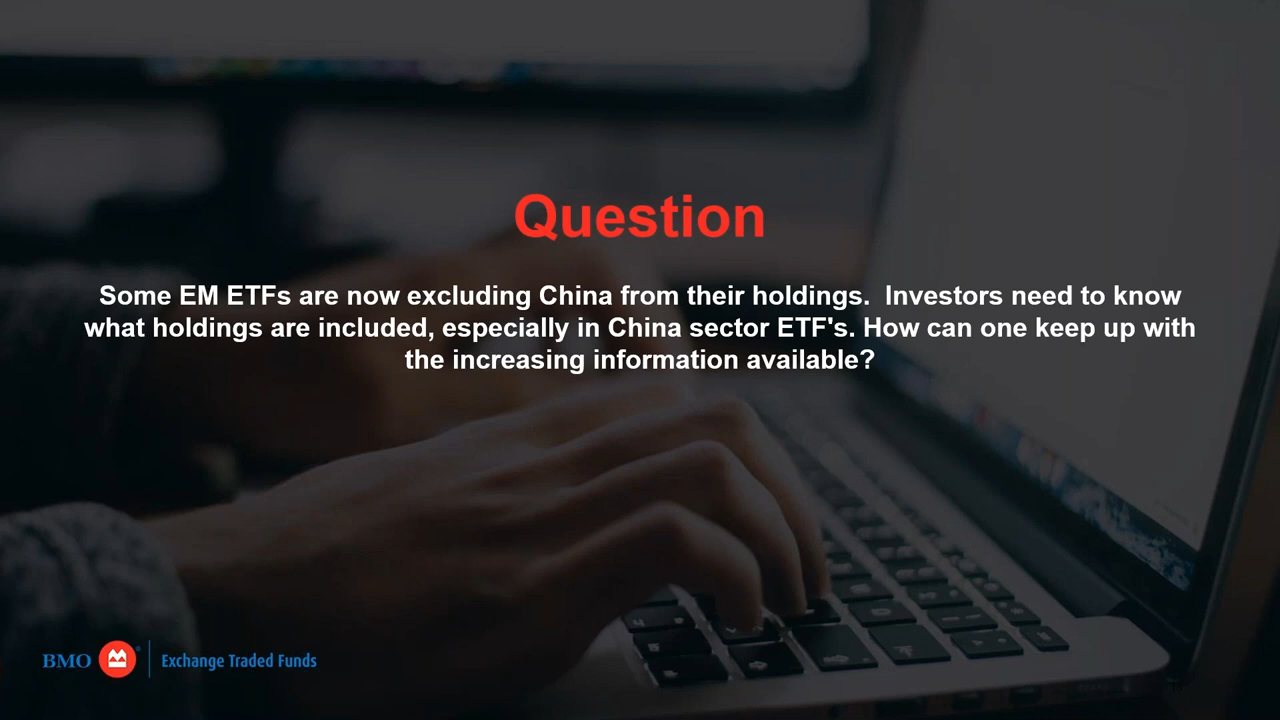 Question
Some EM ETFs are now excluding China from their holdings.  Investors need to know
what holdings are included, especially in China sector ETF's. How can one keep up with
the increasing information available?
BMO
Exchange Traded Funds